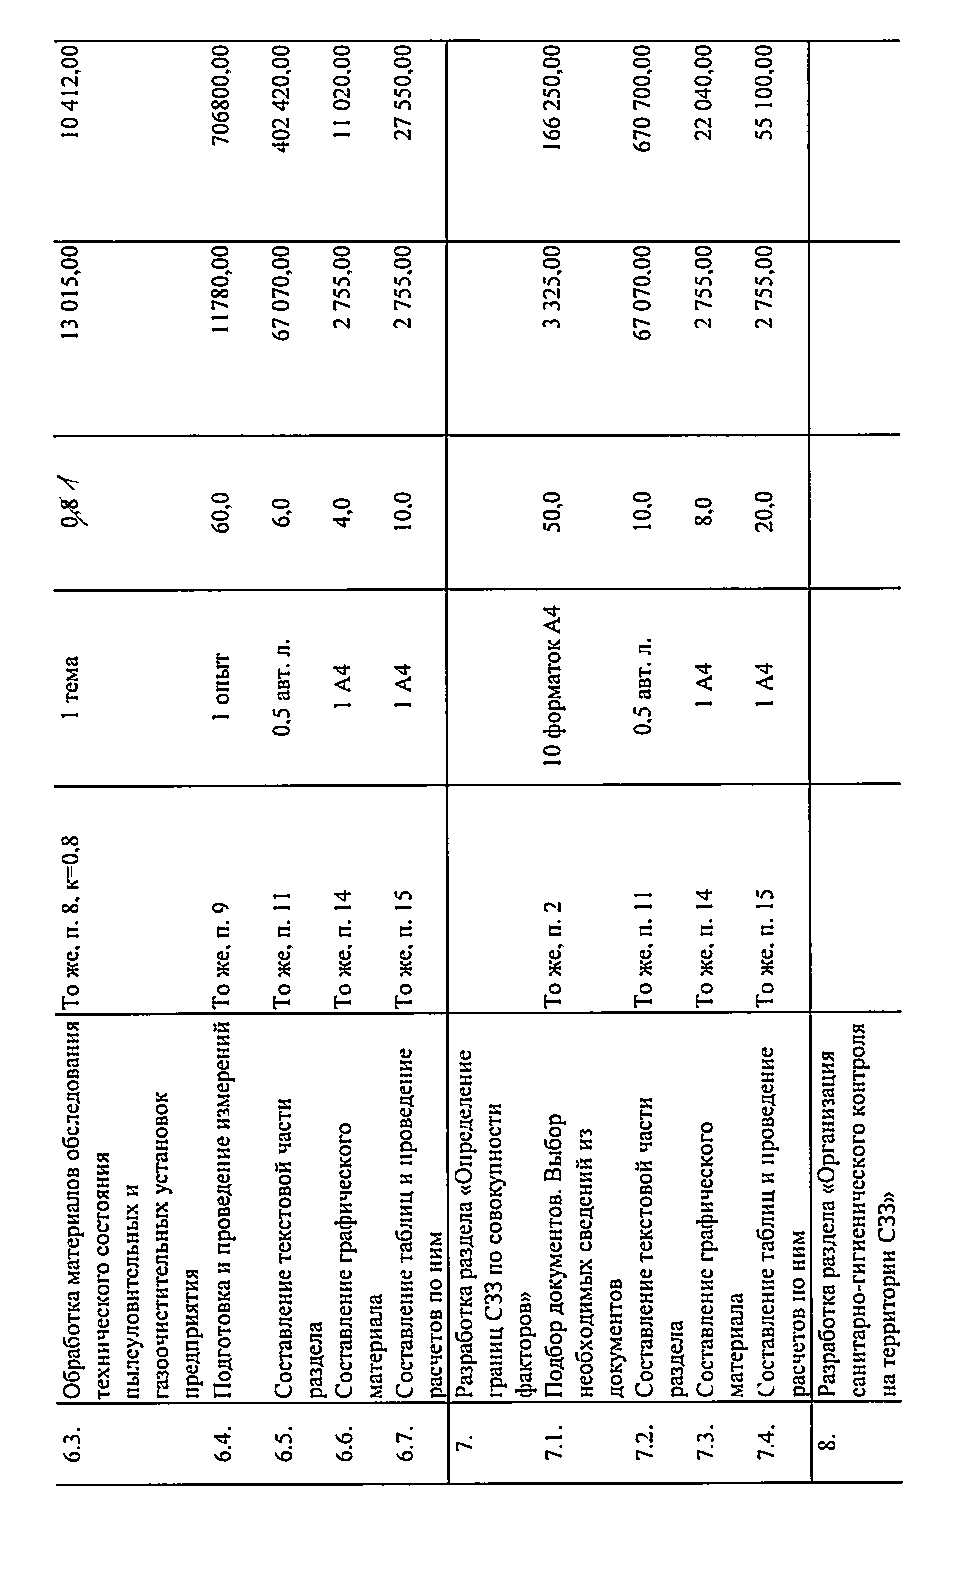 6.3. Обработка материалов обследования То же, п. 8, к=0,8 1 тема 0,8 1 13 015,00 10 412,00
технического состояния
пылеуловительных и
газоочистительных установок
предприятия
6.4. Подготовка и проведение измерений То же, п. 9 1 опыт 60,0 11780,00 706800,00
6.5. Составление текстовой части То же, п. 11 0.5 авт. л. 6,0 67 070,00 402 420,00
раздела
6.6. Составление графического То же, п. 14 1 А4 4,0 2 755,00 11 020,00
материала
6.7. Составление таблиц и проведение То же, п. 15 1 А4 10,0 2 755,00 27 550,00
расчетов по ним
7. Разработка раздела «Определение
границ СЗЗ по совокупности
факторов»
7.1. Подбор документов. Выбор То же, п. 2 10 форматок А4 50,0 3 325,00 166 250,00
необходимых сведений из
документов
7.2. Составление текстовой части То же, п. 11 0.5 авт. л. 10,0 67 070,00 670 700,00
раздела
7.3. Составление графического То же, п. 14 1 А4 8,0 2 755,00 22 040,00
материала
7.4. Составление таблиц и проведение То же, п. 15 1 А4 20,0 2 755,00 55 100,00
расчетов по ним
8. Разработка раздела «Организация
санитарно-гигиенического контроля
на территории СЗЗ»